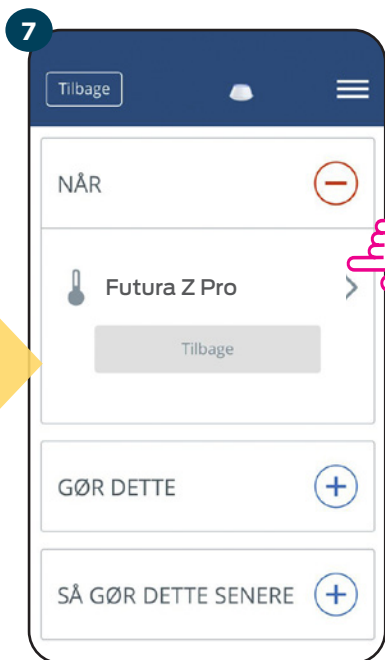 7
Tilbage
NÅR
Futura Z Pro
Tilbage
GØR DETTE
SÅ GØR DETTE SENERE